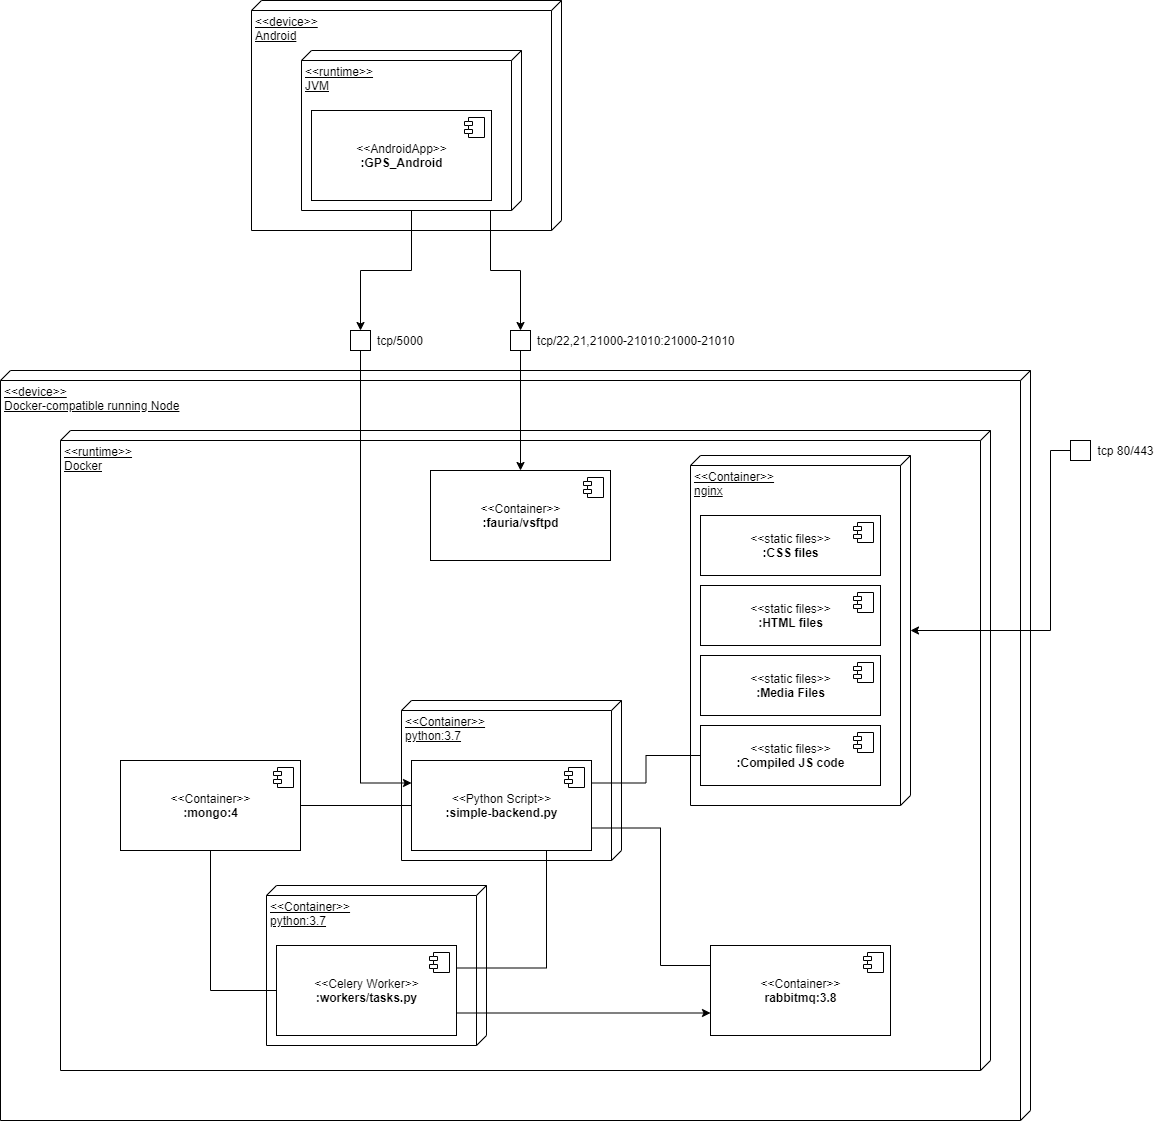 <<device>>
Android
<<runtime>>
JVM
<<AndroidApp>>
:GPS_Android
tcp/5000
tcp/22,21,21000-21010:21000-21010
<<device>>
Docker-compatible running Node
<<runtime>>
Docker
tcp 80/443
<<Container>>
nginx
<<Container>>
:fauria/vsftpd
<<static files>>
:CSS files
<<static files>>
:HTML files
<<static files>>
:Media Files
<<static files>>
:Compiled JS code
<<Container>>
python:3.7
<<Python Script>>
:simple-backend.py
<<Container>>
:mongo:4
<<Container>>
python:3.7
<<Celery Worker>>
:workers/tasks.py
<<Container>>
rabbitmq:3.8